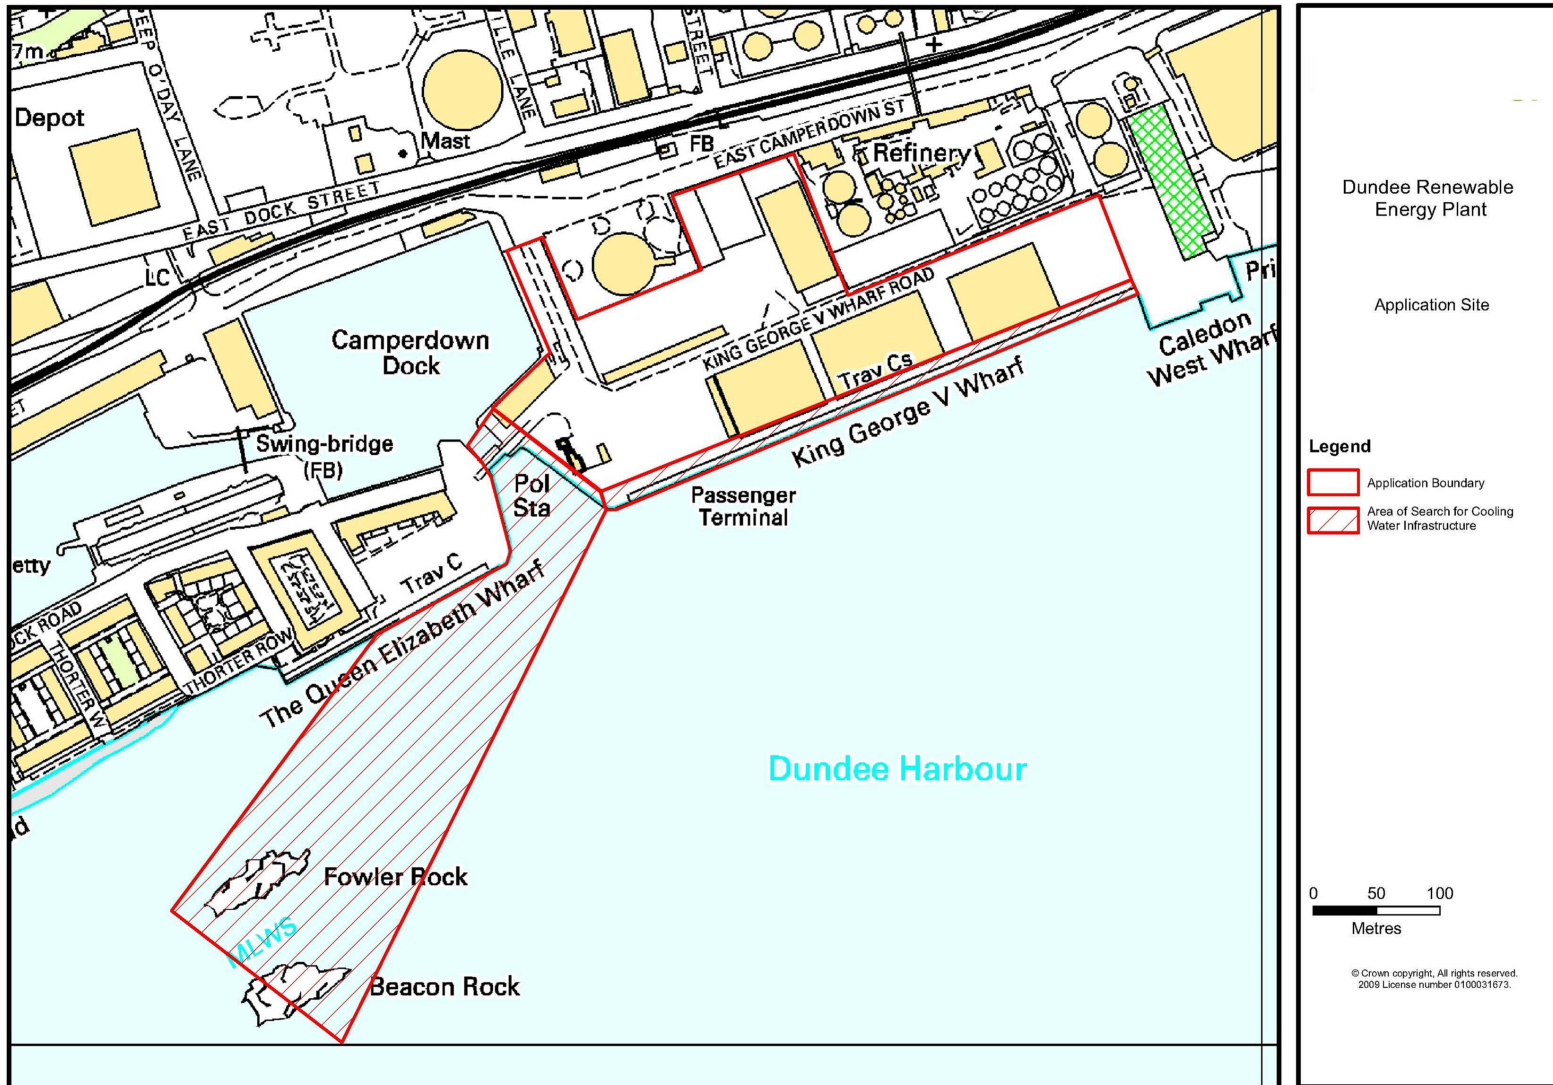 7m
Depot
EAST DOCK STREET
LC
Mast
FB
EAST CAMPERDOWN ST
Refinery
STREET
Camperdown
Dock
Swing-bridge
(FB)
Pol
Sta
KING GEORGE V WHARF ROAD
Trav Cs
King George V Wharf
Passenger
Terminal
Caledon
West Wharf
Pri
etty
OCK ROAD
THORTER W
THORTER ROW
Trav C
The Queen Elizabeth Wharf
Dundee Harbour
Fowler Rock
MLWS
Beacon Rock
EEP O'DAY LANE
LLE LANE
ET
Dundee Renewable
Energy Plant
Application Site
Legend
Application Boundary
Area of Search for Cooling
Water Infrastructure
0 50 100
Metres
© Crown copyright, All rights reserved.
2009 License number 0100031673.